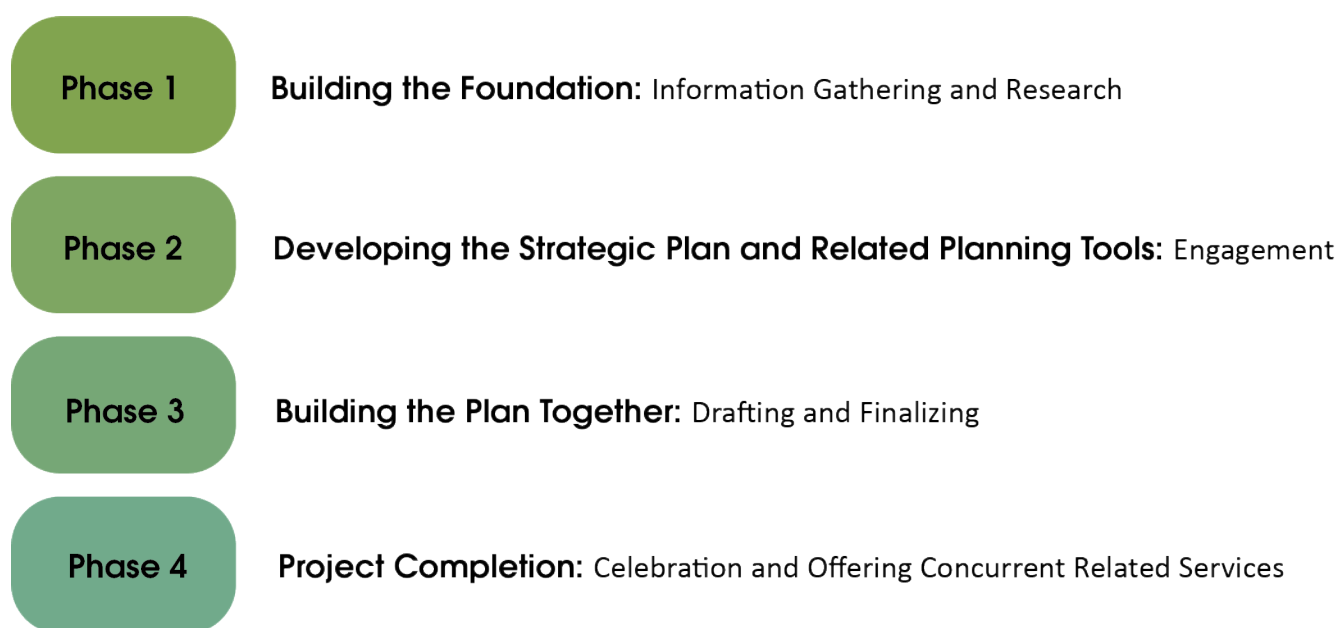 Phase 1 Building the Foundation: Information Gathering and Research
Phase 2 Developing the Strategic Plan and Related Planning Tools: Engagement
Phase 3 Building the Plan Together: Drafting and Finalizing
Phase 4 Project Completion: Celebration and Offering Concurrent Related Services